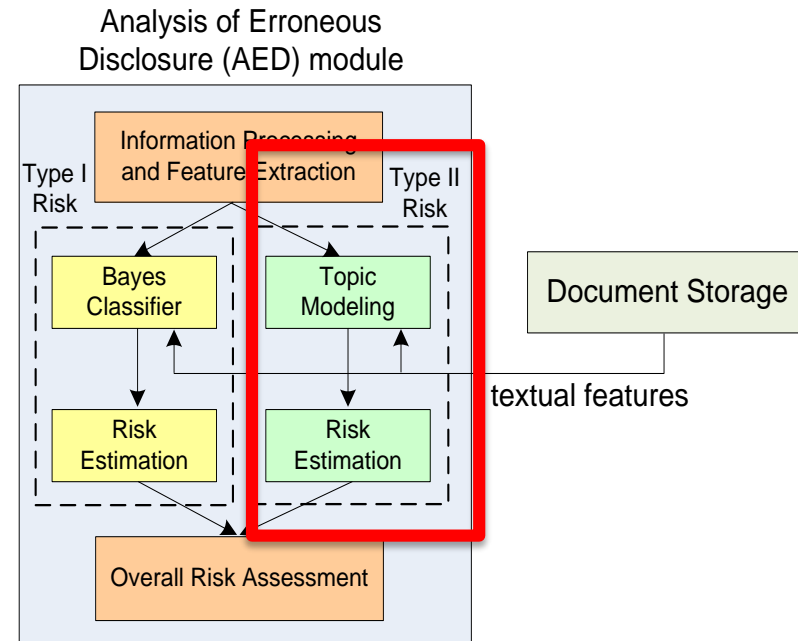 Analysis of Erroneous
Disclosure (AED) module
Information Processing
and Feature Extraction
Type I
Risk
Type II
Risk
Bayes
Classifier
Topic
Modeling
Document Storage
textual features
Risk
Estimation
Risk
Estimation
Overall Risk Assessment